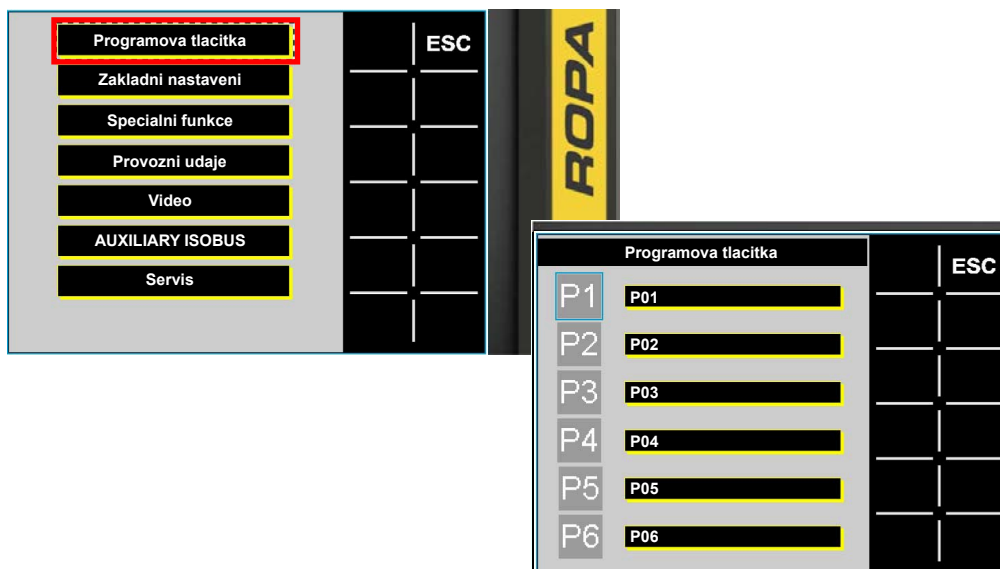 Programova tlacitka
ESC
Zakladni nastaveni
Specialni funkce
Provozni udaje
Video
AUXILIARY ISOBUS
Servis
ROPA
Programova tlacitka
ESC
P1 P01
P2 P02
P3 P03
P4 P04
P5 P05
P6 P06